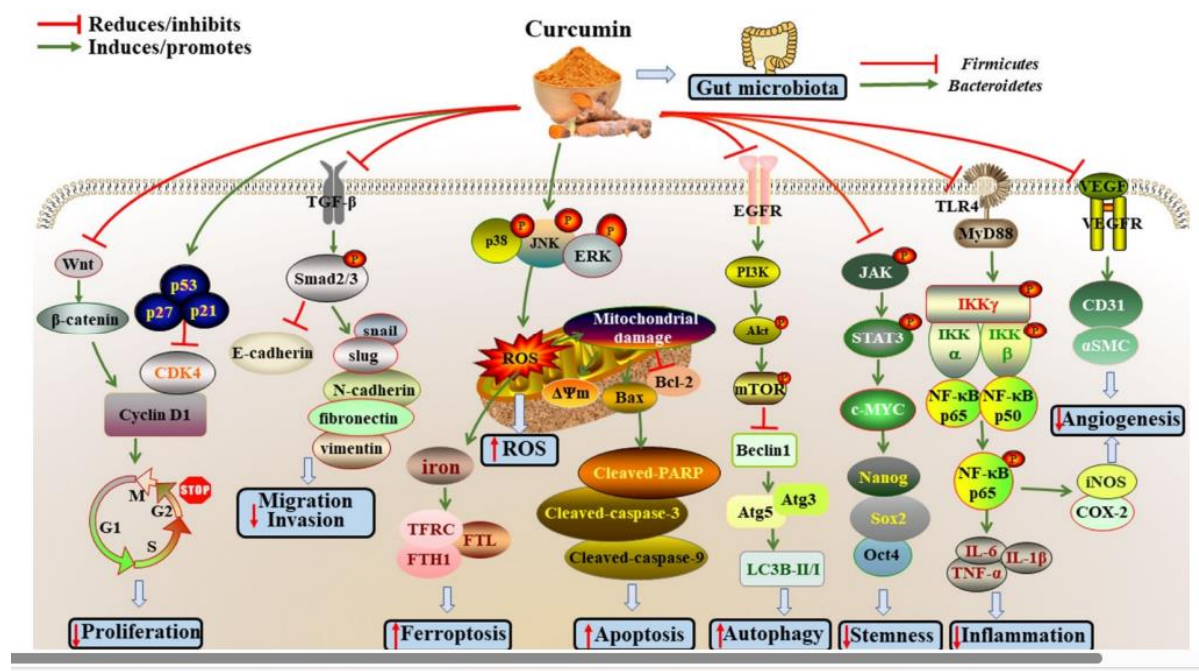 Reduces/inhibits
Induces/promotes
Curcumin
Gut microbiota
Firmicutes
Bacteroidetes
TGF-β
EGFR
TLR4
MyD88
VEGF
VEGFR
Wnt
β-catenin
p53
p27
p21
CDK4
Cyclin D1
M
G2
STOP
G1
S
Proliferation
P
Smad2/3
E-cadherin
snail
slug
N-cadherin
fibronectin
vimentin
Migration
Invasion
p38
P
JNK
P
ERK
P
ROS
Mitochondrial
damage
ΔΨm
Bax
Bcl-2
ROS
iron
TFRC
FTL
FTH1
Ferroptosis
Cleaved-PARP
Cleaved-caspase-3
Cleaved-caspase-9
Apoptosis
PI3K
Akt
P
mTOR
P
Beclin1
Atg5
Atg3
LC3B-II/I
Autophagy
JAK
P
STAT3
P
c-MYC
Nanog
Sox2
Oct4
Stemness
IKKγ
P
IKK
α
IKK
β
P
NF-κB
p65
NF-κB
p50
NF-κB
p65
P
IL-6
IL-1β
TNF-α
Inflammation
CD31
αSMC
Angiogenesis
iNOS
COX-2